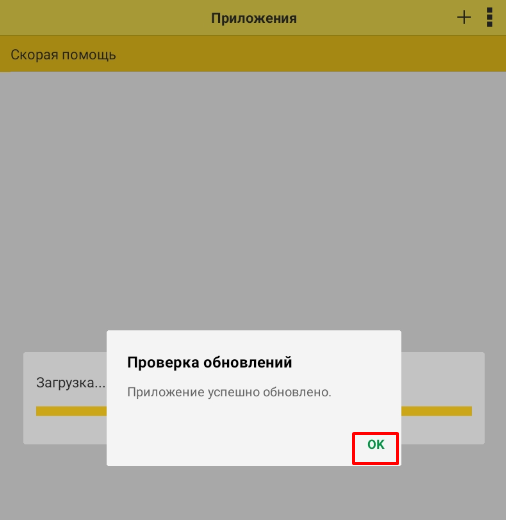 Приложения
Скорая помощь
Загрузка...
Проверка обновлений
Приложение успешно обновлено.
OK